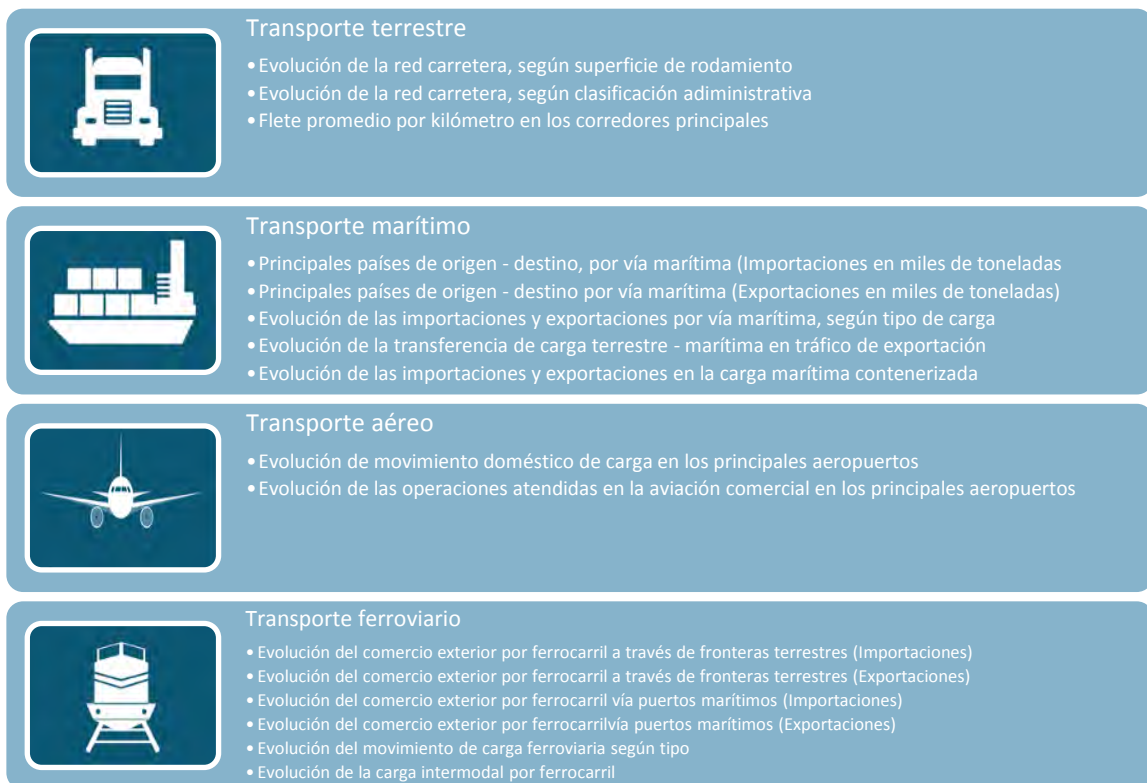 Transporte terrestre
•Evolución de la red carretera, según superficie de rodamiento
•Evolución de la red carretera, según clasificación adiministrativa
•Flete promedio por kilómetro en los corredores principales
Transporte marítimo
•Principales países de origen - destino, por vía marítima (Importaciones en miles de toneladas
•Principales países de origen - destino por vía marítima (Exportaciones en miles de toneladas)
•Evolución de las importaciones y exportaciones por vía marítima, según tipo de carga
•Evolución de la transferencia de carga terrestre - marítima en tráfico de exportación
•Evolución de las importaciones y exportaciones en la carga marítima contenerizada
Transporte aéreo
•Evolución de movimiento doméstico de carga en los principales aeropuertos
•Evolución de las operaciones atendidas en la aviación comercial en los principales aeropuertos
Transporte ferroviario
•Evolución del comercio exterior por ferrocarril a través de fronteras terrestres (Importaciones)
•Evolución del comercio exterior por ferrocarril a través de fronteras terrestres (Exportaciones)
•Evolución del comercio exterior por ferrocarril vía puertos marítimos (Importaciones)
•Evolución del comercio exterior por ferrocarrilvía puertos marítimos (Exportaciones)
•Evolución del movimiento de carga ferroviaria según tipo
•Evolución de la carga intermodal por ferrocarril